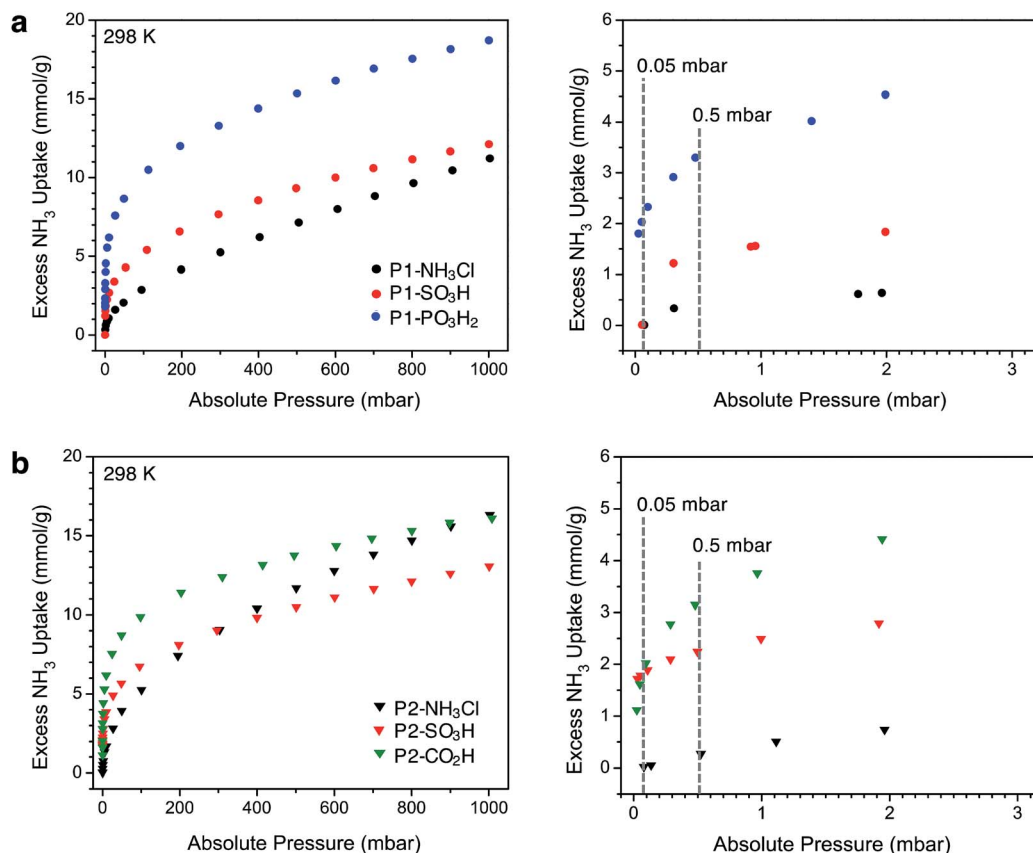 a
298 K
20
15
10
5
0
Excess NH₃ Uptake (mmol/g)
P1-NH₃Cl
P1-SO₃H
P1-PO₃H₂
0 200 400 600 800 1000
Absolute Pressure (mbar)
6
5
4
3
2
1
0
Excess NH₃ Uptake (mmol/g)
0.05 mbar
0.5 mbar
0 1 2 3
Absolute Pressure (mbar)
b
298 K
20
15
10
5
0
Excess NH₃ Uptake (mmol/g)
P2-NH₃Cl
P2-SO₃H
P2-CO₂H
0 200 400 600 800 1000
Absolute Pressure (mbar)
6
5
4
3
2
1
0
Excess NH₃ Uptake (mmol/g)
0.05 mbar
0.5 mbar
0 1 2 3
Absolute Pressure (mbar)